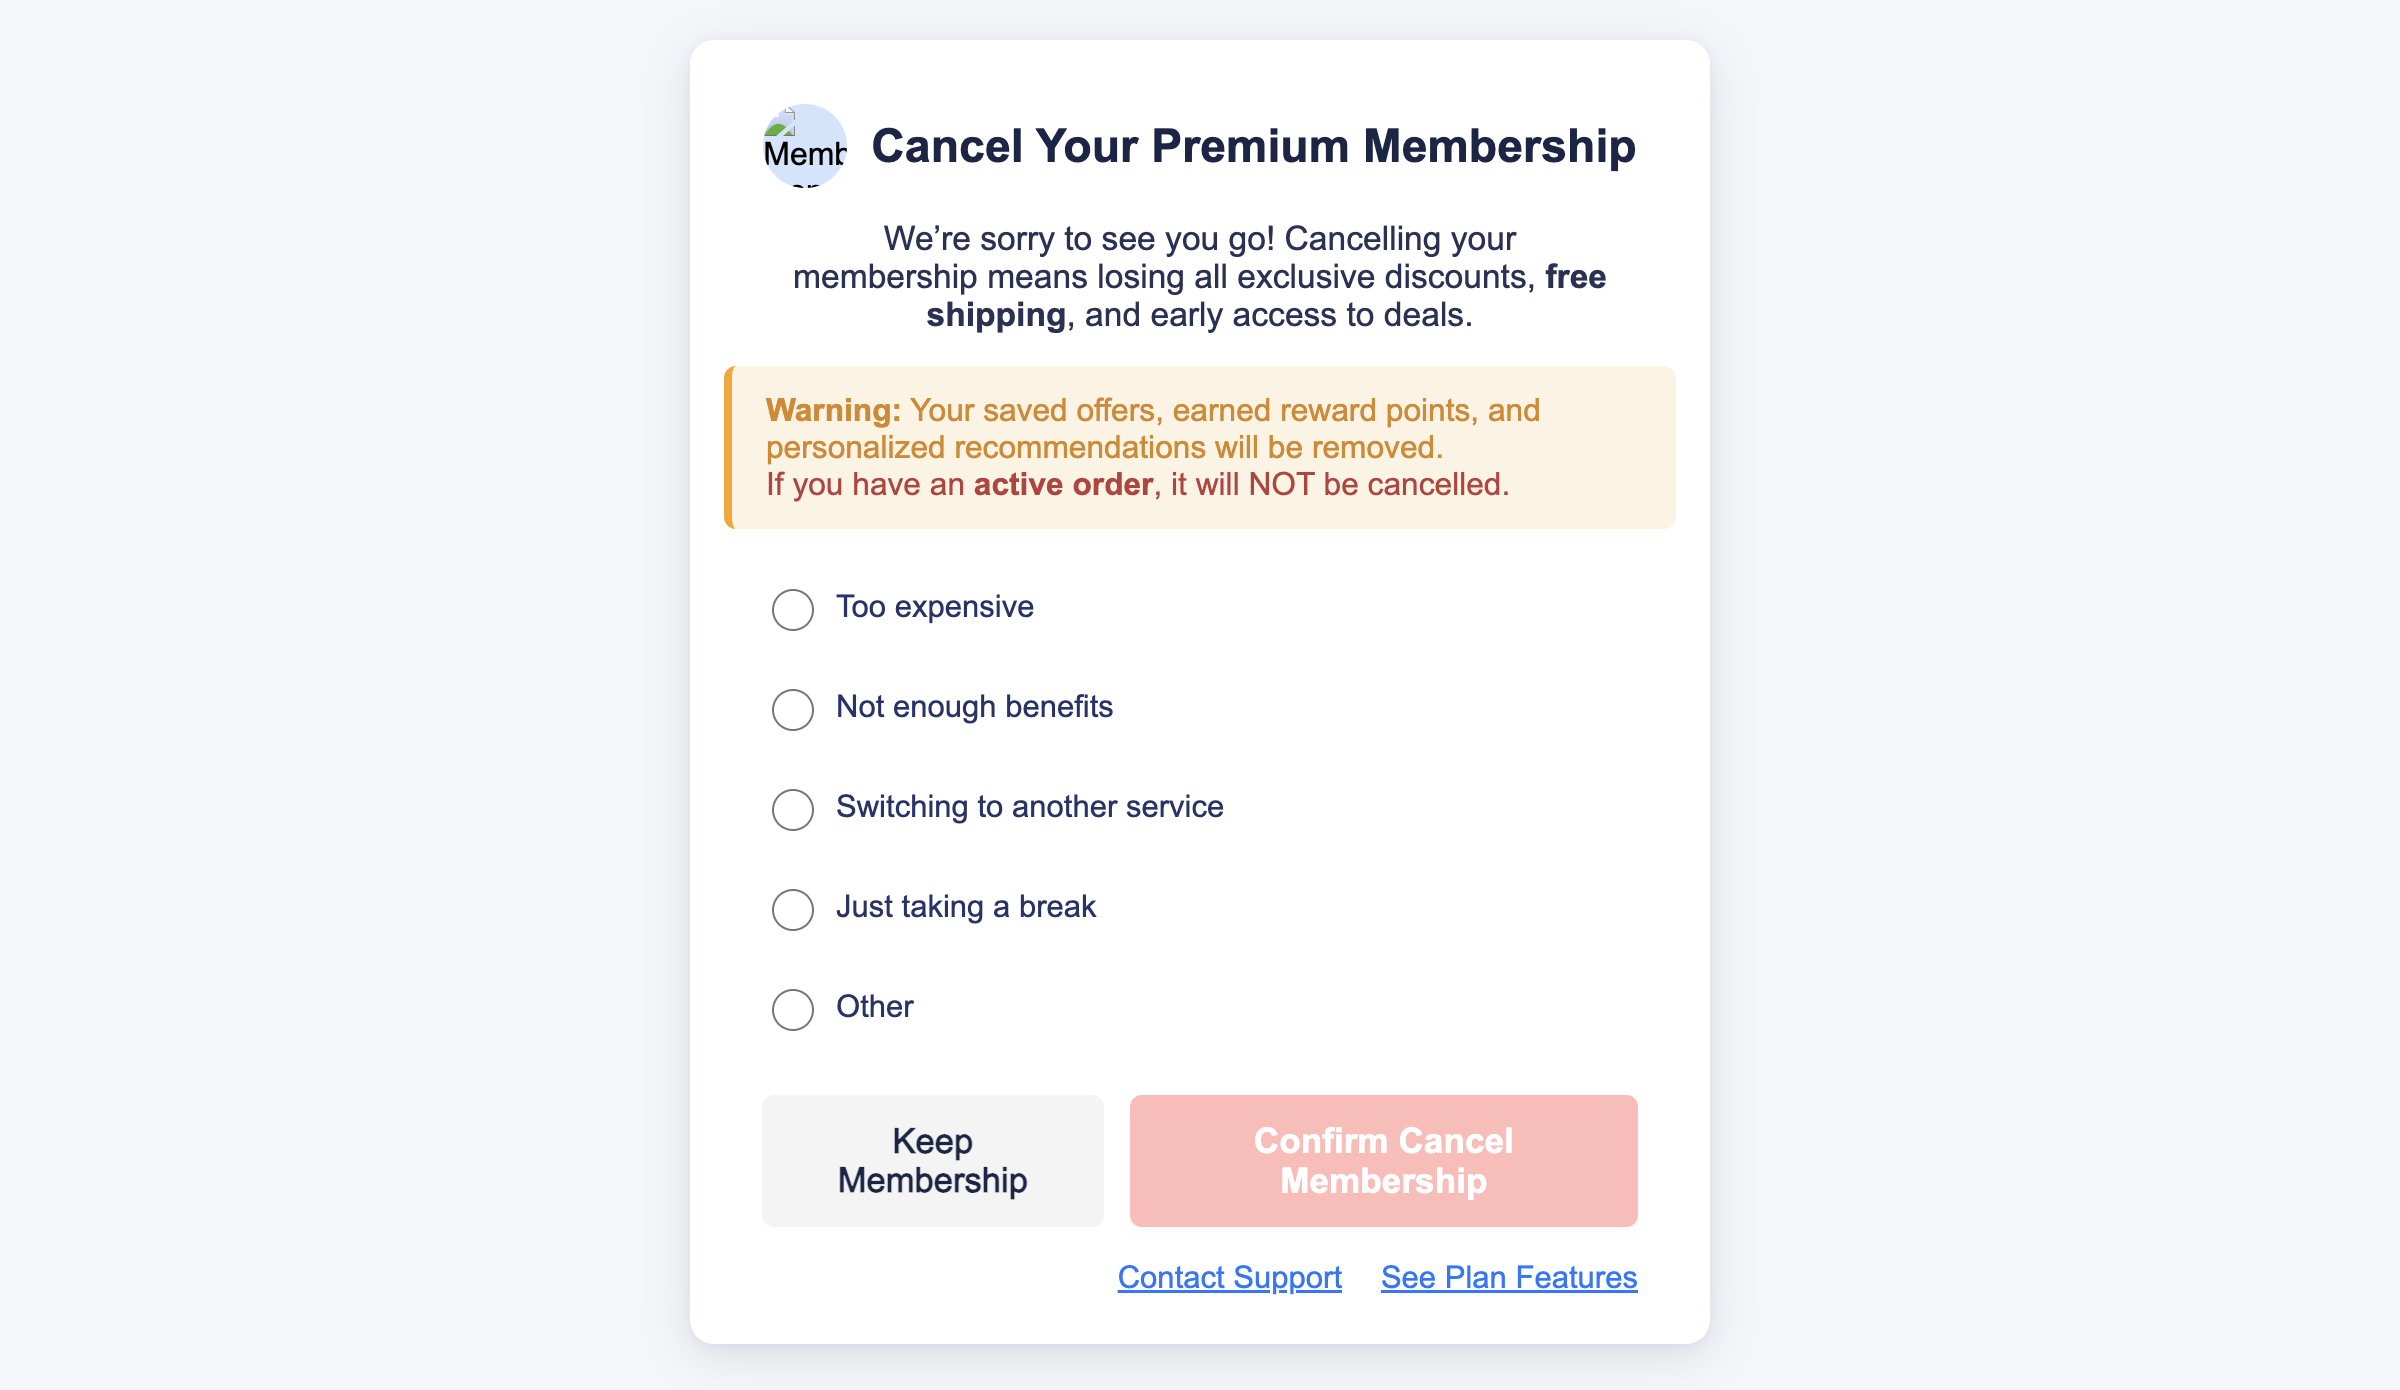 Cancel Your Premium Membership
We’re sorry to see you go! Cancelling your
membership means losing all exclusive discounts, free
shipping, and early access to deals.
Warning: Your saved offers, earned reward points, and
personalized recommendations will be removed.
If you have an active order, it will NOT be cancelled.
Too expensive
Not enough benefits
Switching to another service
Just taking a break
Other
Keep
Membership
Confirm Cancel
Membership
Contact Support See Plan Features